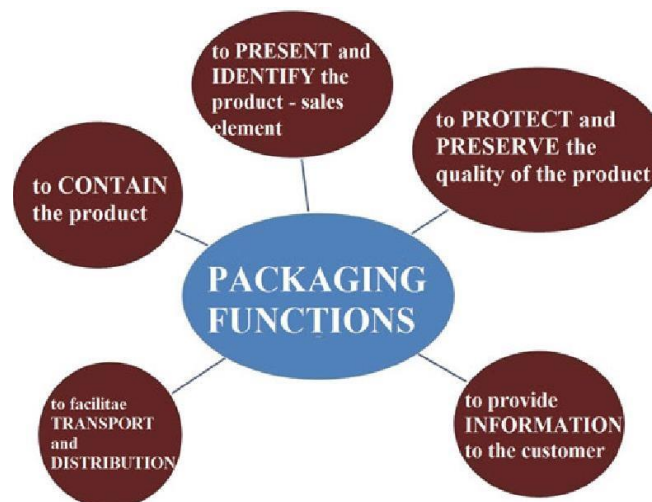 to PRESENT and
IDENTIFY the
product - sales
element
to PROTECT and
PRESERVE the
quality of the product
to CONTAIN
the product
PACKAGING
FUNCTIONS
to facilitae
TRANSPORT
and
DISTRIBUTION
to provide
INFORMATION
to the customer